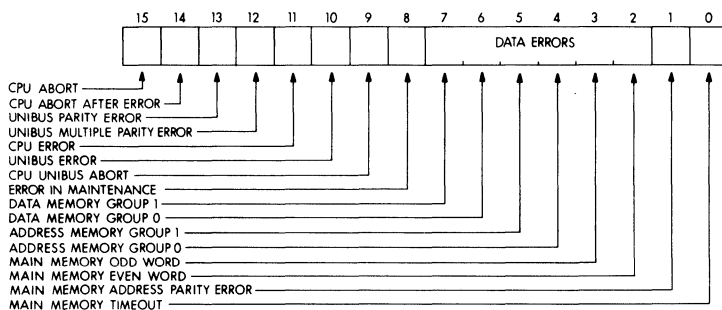 15 14 13 12 11 10 9 8 7 6 5 4 3 2 1 0
DATA ERRORS
CPU ABORT
CPU ABORT AFTER ERROR
UNIBUS PARITY ERROR
UNIBUS MULTIPLE PARITY ERROR
CPU ERROR
UNIBUS ERROR
CPU UNIBUS ABORT
ERROR IN MAINTENANCE
DATA MEMORY GROUP 1
DATA MEMORY GROUP 0
ADDRESS MEMORY GROUP 1
ADDRESS MEMORY GROUP 0
MAIN MEMORY ODD WORD
MAIN MEMORY EVEN WORD
MAIN MEMORY ADDRESS PARITY ERROR
MAIN MEMORY TIMEOUT